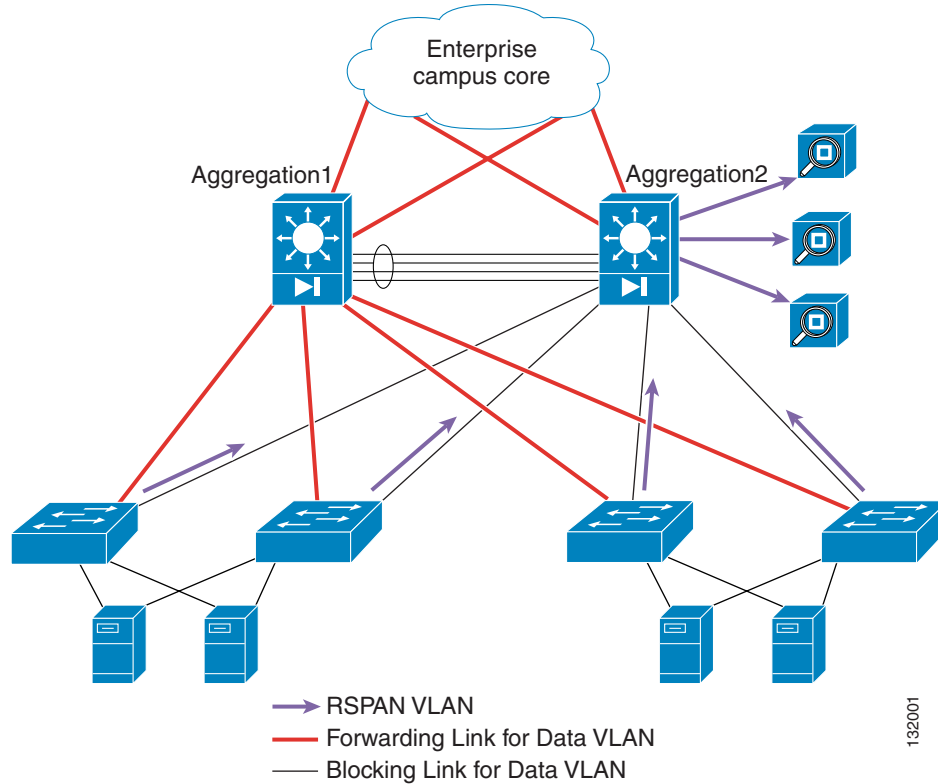 Enterprise
campus core
Aggregation1
Aggregation2
RSPAN VLAN
Forwarding Link for Data VLAN
Blocking Link for Data VLAN
132001